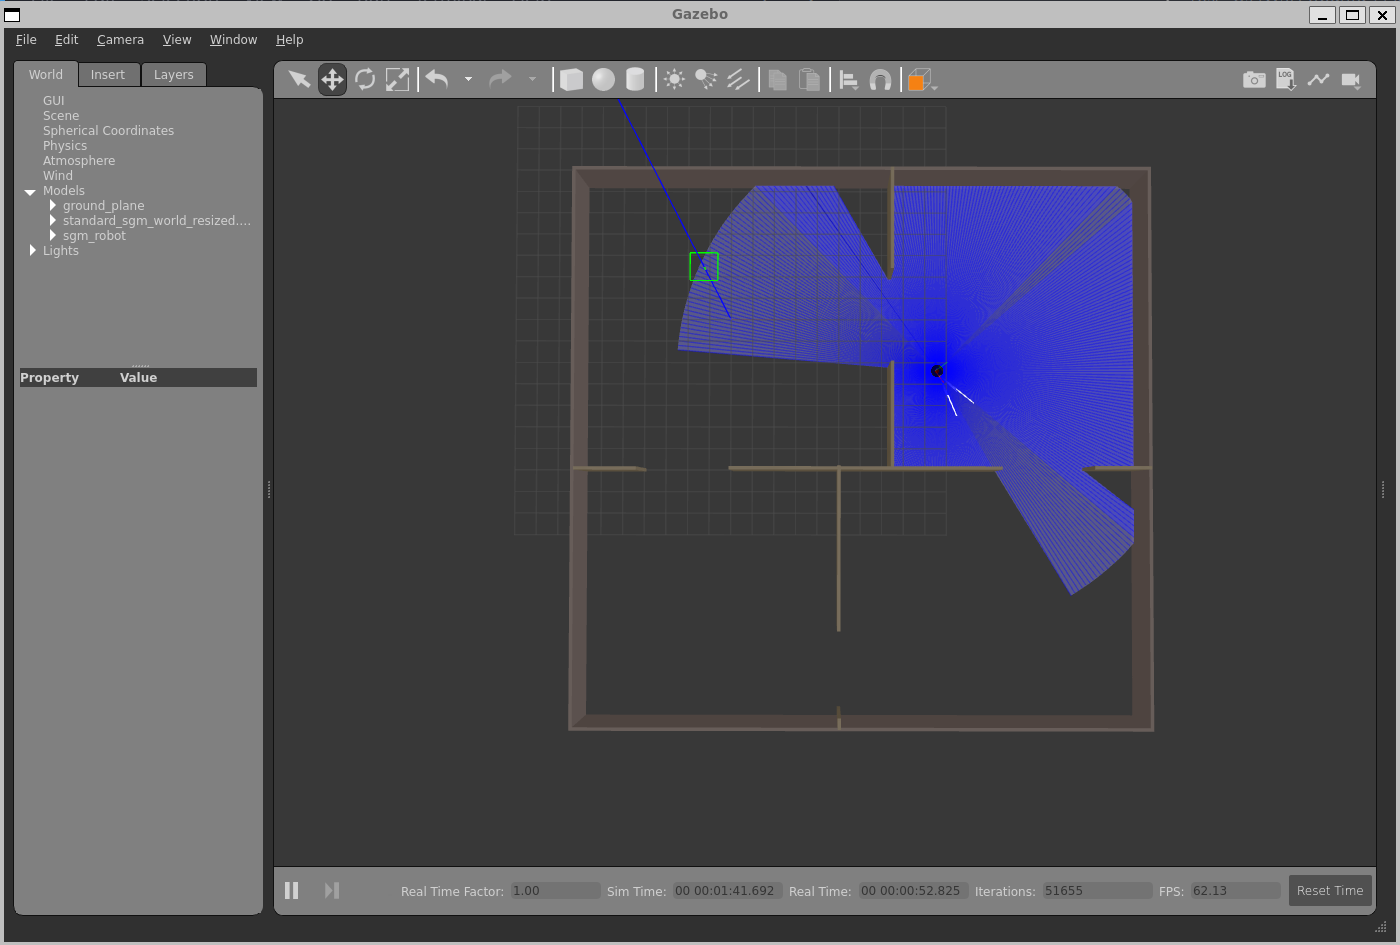 Gazebo
File Edit Camera View Window Help
World Insert Layers
LOG
GUI
Scene
Spherical Coordinates
Physics
Atmosphere
Wind
Models
ground_plane
standard_sgm_world_resized....
sgm_robot
Lights
Property Value
Real Time Factor: 1.00 Sim Time: 00 00:01:41.692 Real Time: 00 00:00:52.825 Iterations: 51655 FPS: 62.13 Reset Time